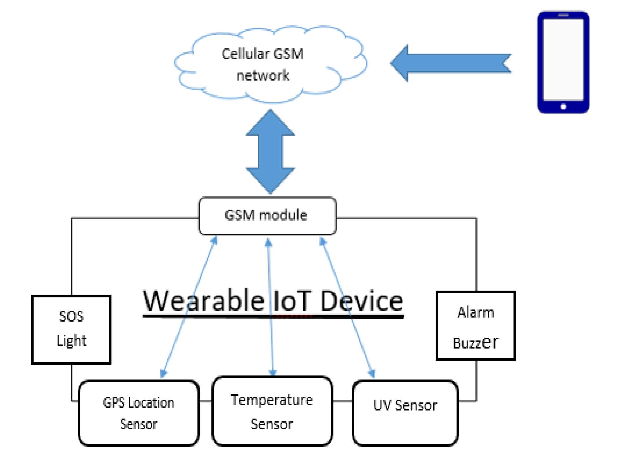 Cellular GSM
network
GSM module
Wearable IoT Device
SOS
Light
Alarm
Buzzer
GPS Location
Sensor
Temperature
Sensor
UV Sensor